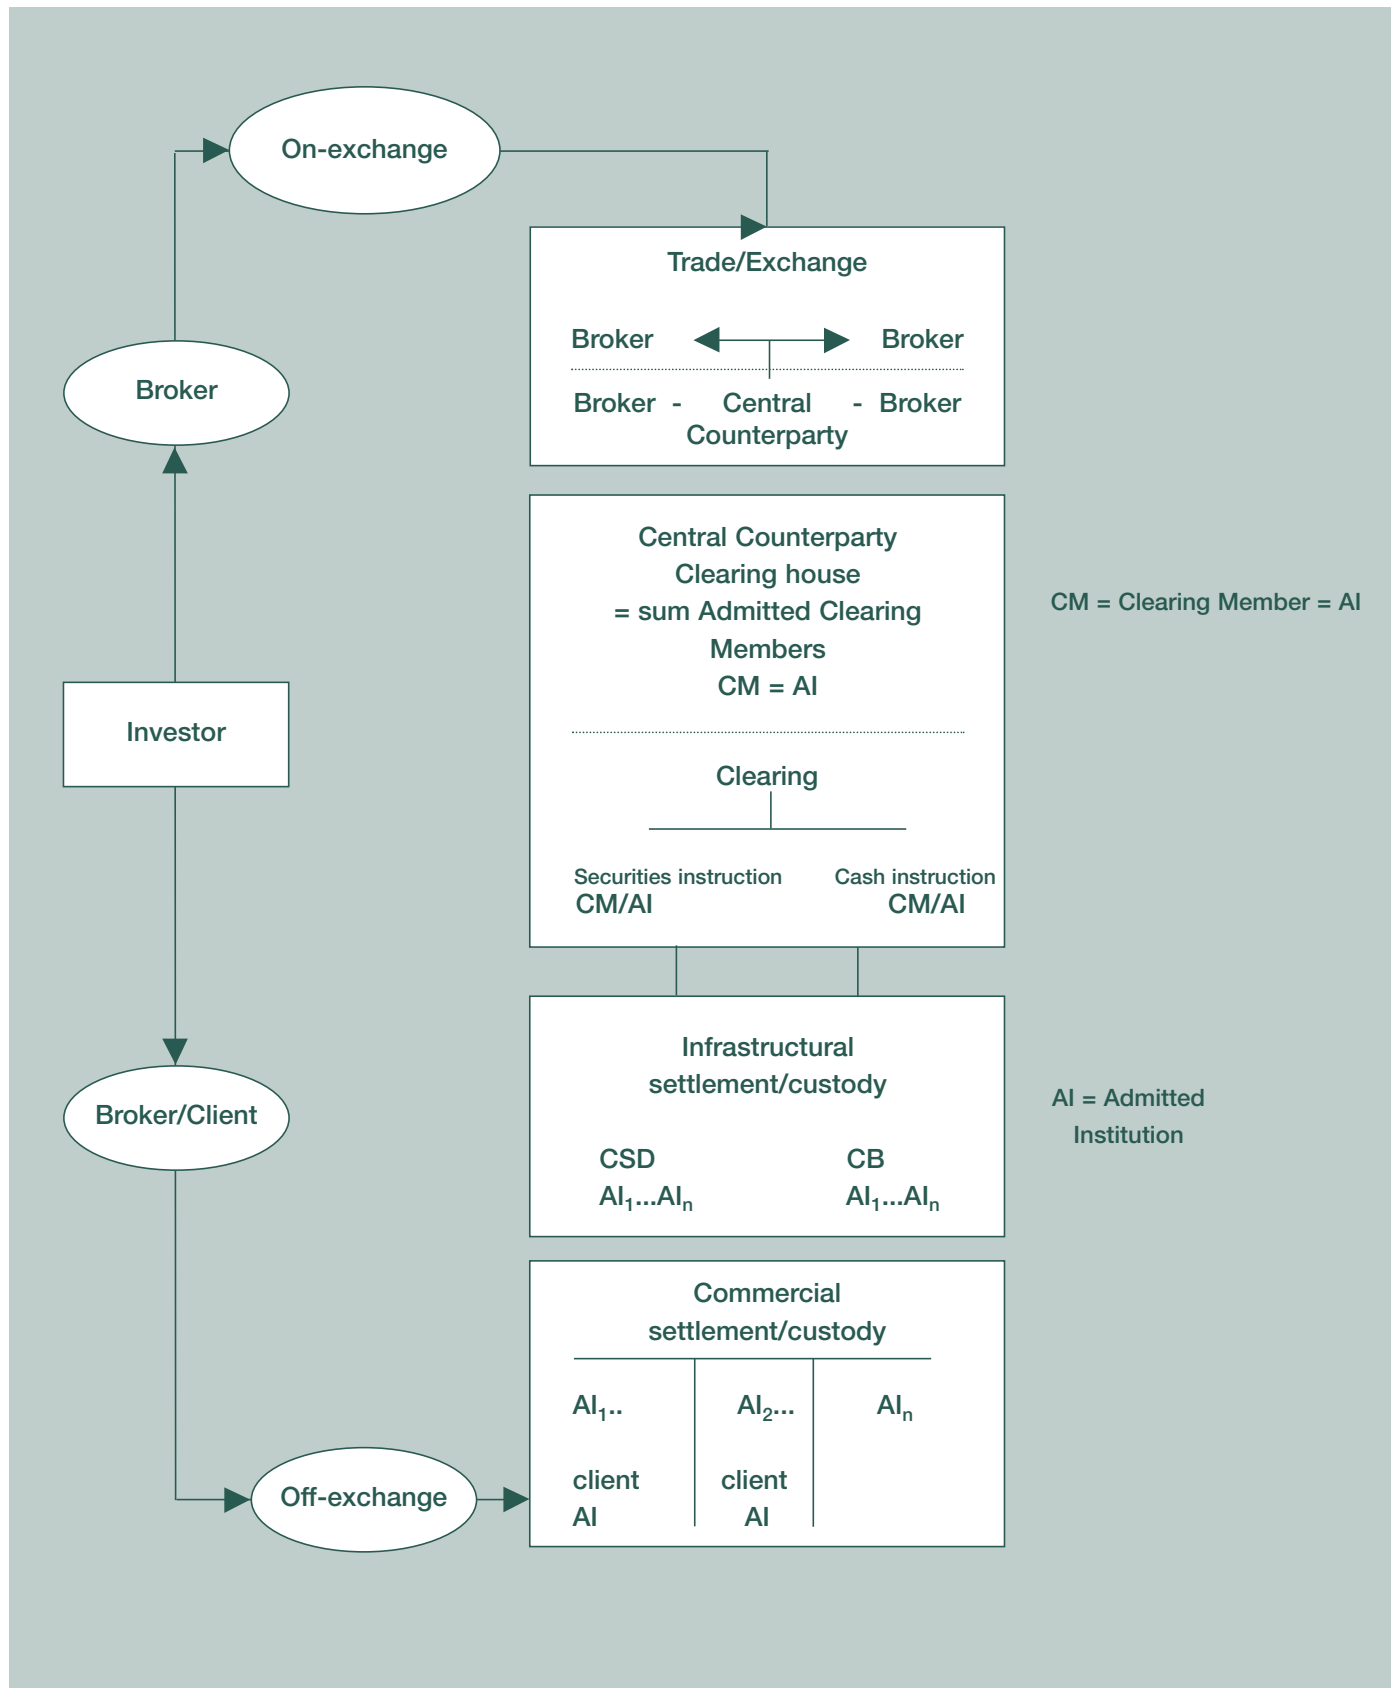 On-exchange
Trade/Exchange
Broker Broker
Broker - Central - Broker
Counterparty
Broker
Central Counterparty
Clearing house
= sum Admitted Clearing
Members
CM = AI
CM = Clearing Member = AI
Investor
Clearing
Securities instruction Cash instruction
CM/AI CM/AI
Infrastructural
settlement/custody
Broker/Client
AI = Admitted
Institution
CSD CB
AI₁...AIₙ AI₁...AIₙ
Commercial
settlement/custody
AI₁.. AI₂... AIₙ
client client
AI AI
Off-exchange